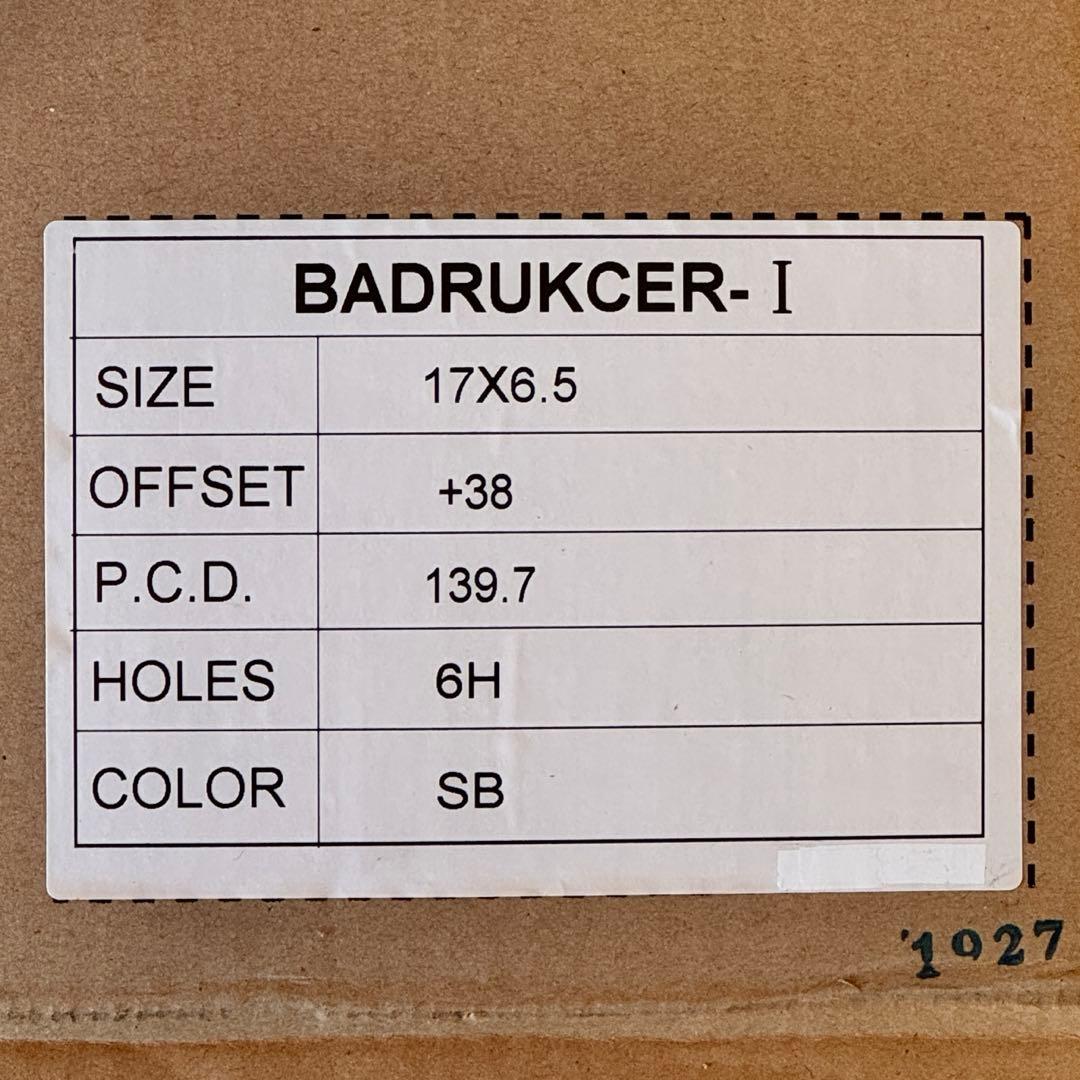 BADRUKCER- I
SIZE 17X6.5
OFFSET +38
P.C.D. 139.7
HOLES 6H
COLOR SB
'1027